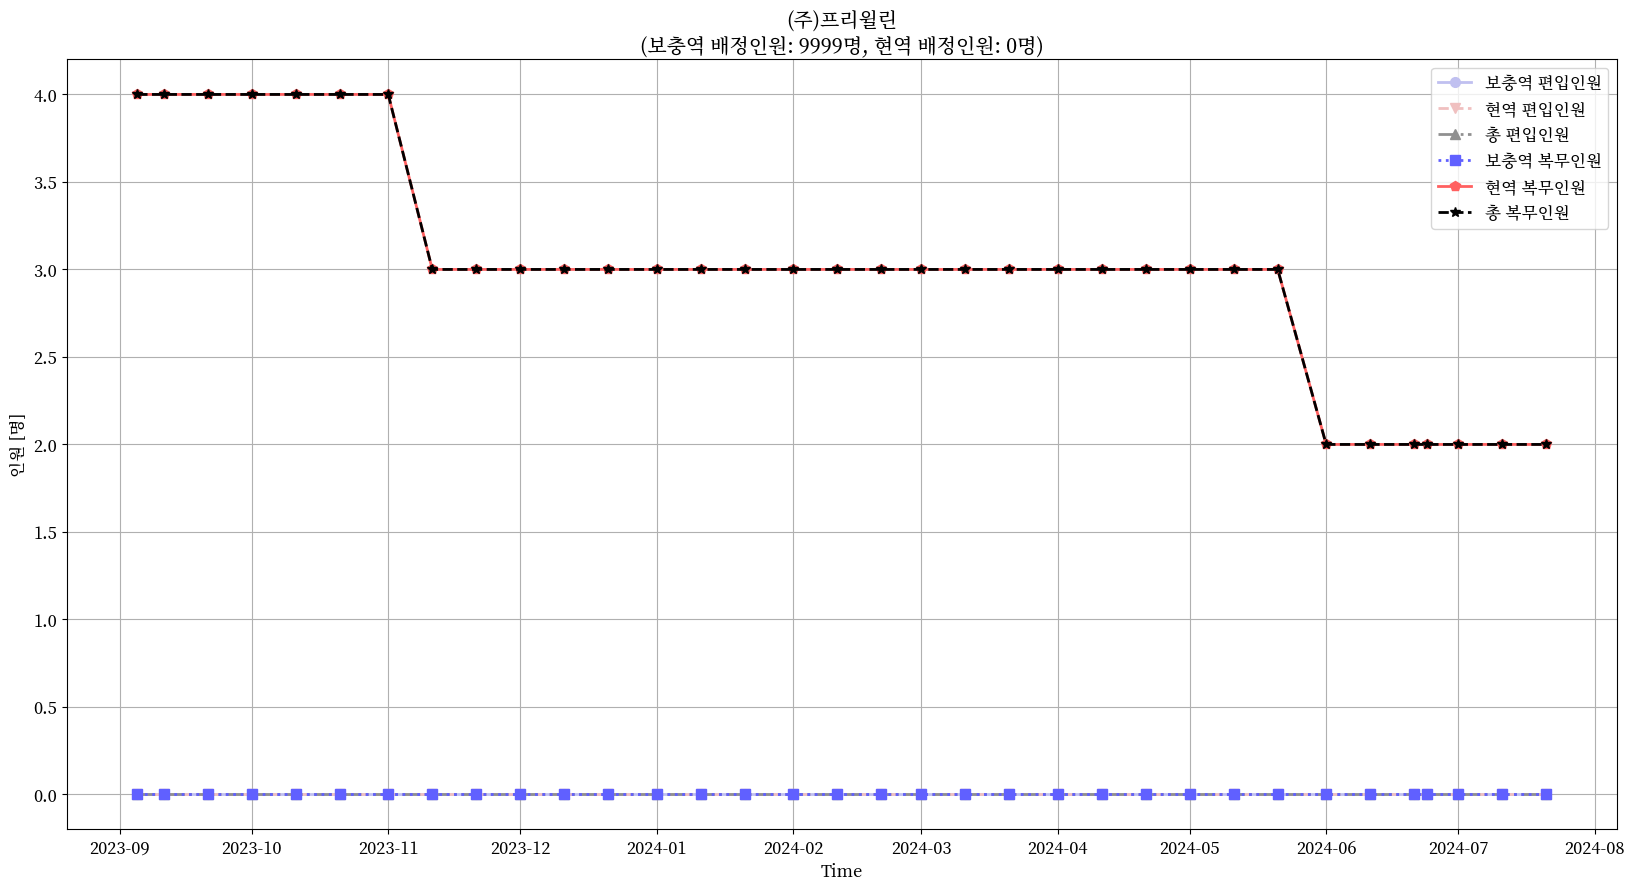 (주)프리윌린
(보충역 배정인원: 9999명, 현역 배정인원: 0명)
보충역 편입인원
현역 편입인원
총 편입인원
보충역 복무인원
현역 복무인원
총 복무인원
인원 [명]
4.0
3.5
3.0
2.5
2.0
1.5
1.0
0.5
0.0
2023-09 2023-10 2023-11 2023-12 2024-01 2024-02 2024-03 2024-04 2024-05 2024-06 2024-07 2024-08
Time